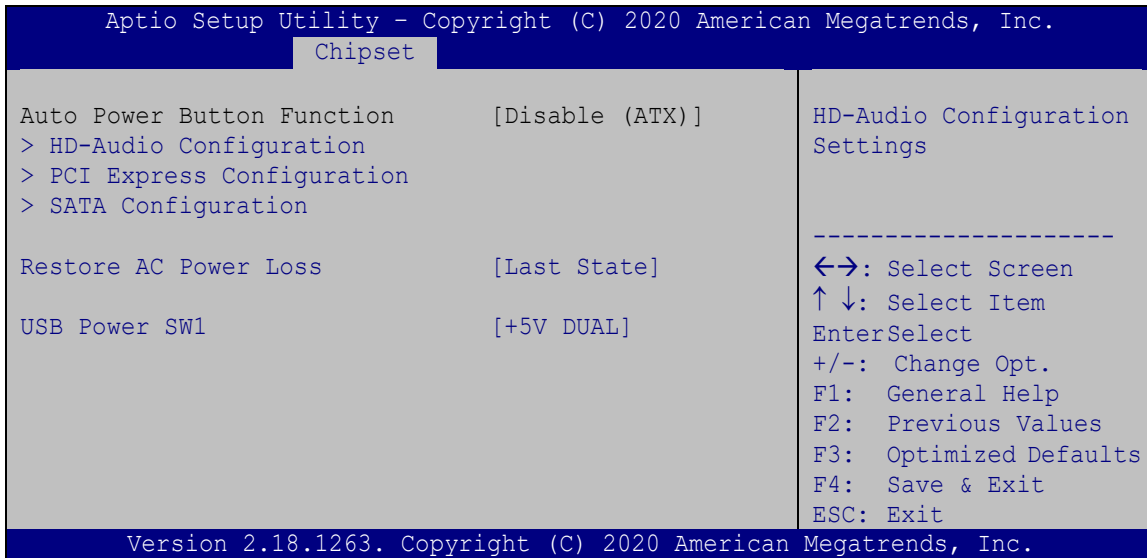 Aptio Setup Utility – Copyright (C) 2020 American Megatrends, Inc.
Chipset
Auto Power Button Function [Disable (ATX)]
> HD-Audio Configuration
> PCI Express Configuration
> SATA Configuration
Restore AC Power Loss [Last State]
USB Power SW1 [+5V DUAL]
HD-Audio Configuration
Settings
---------------------
←→: Select Screen
↑ ↓: Select Item
EnterSelect
+/-: Change Opt.
F1: General Help
F2: Previous Values
F3: Optimized Defaults
F4: Save & Exit
ESC: Exit
Version 2.18.1263. Copyright (C) 2020 American Megatrends, Inc.